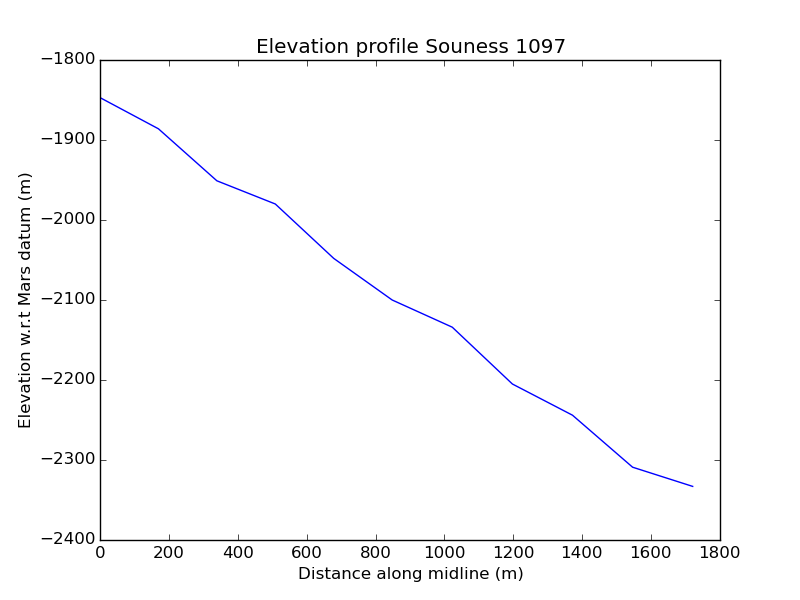 Elevation profile Souness 1097
Elevation w.r.t Mars datum (m)
−1800
−1900
−2000
−2100
−2200
−2300
−2400
0 200 400 600 800 1000 1200 1400 1600 1800
Distance along midline (m)